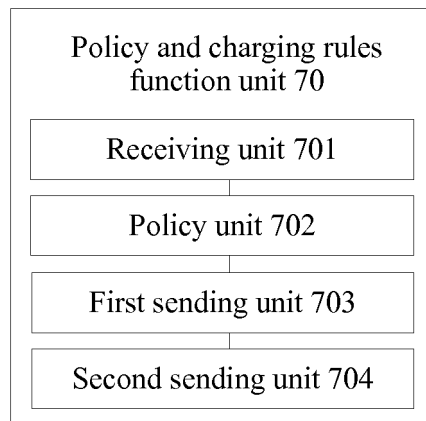 Policy and charging rules
function unit 70
Receiving unit 701
Policy unit 702
First sending unit 703
Second sending unit 704